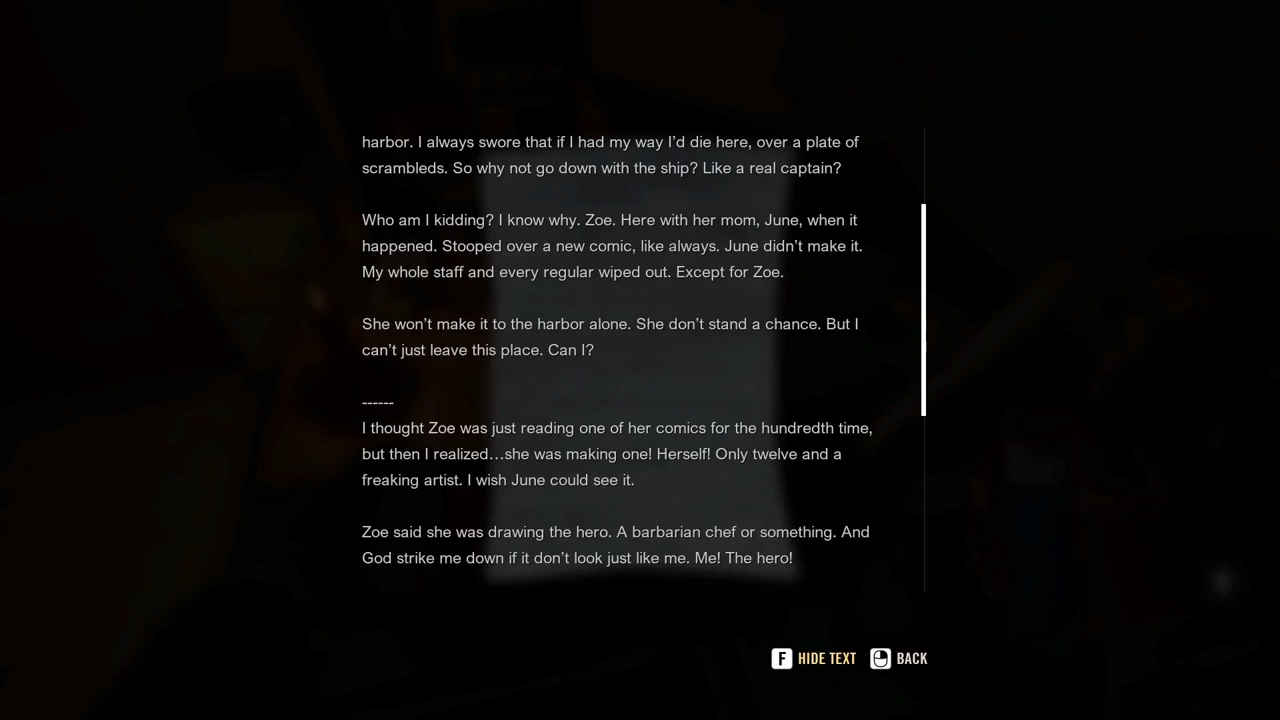 harbor. I always swore that if I had my way I’d die here, over a plate of
scrambleds. So why not go down with the ship? Like a real captain?
Who am I kidding? I know why. Zoe. Here with her mom, June, when it
happened. Stooped over a new comic, like always. June didn’t make it.
My whole staff and every regular wiped out. Except for Zoe.
She won’t make it to the harbor alone. She don’t stand a chance. But I
can’t just leave this place. Can I?
------
I thought Zoe was just reading one of her comics for the hundredth time,
but then I realized…she was making one! Herself! Only twelve and a
freaking artist. I wish June could see it.
Zoe said she was drawing the hero. A barbarian chef or something. And
God strike me down if it don’t look just like me. Me! The hero!
F HIDE TEXT BACK